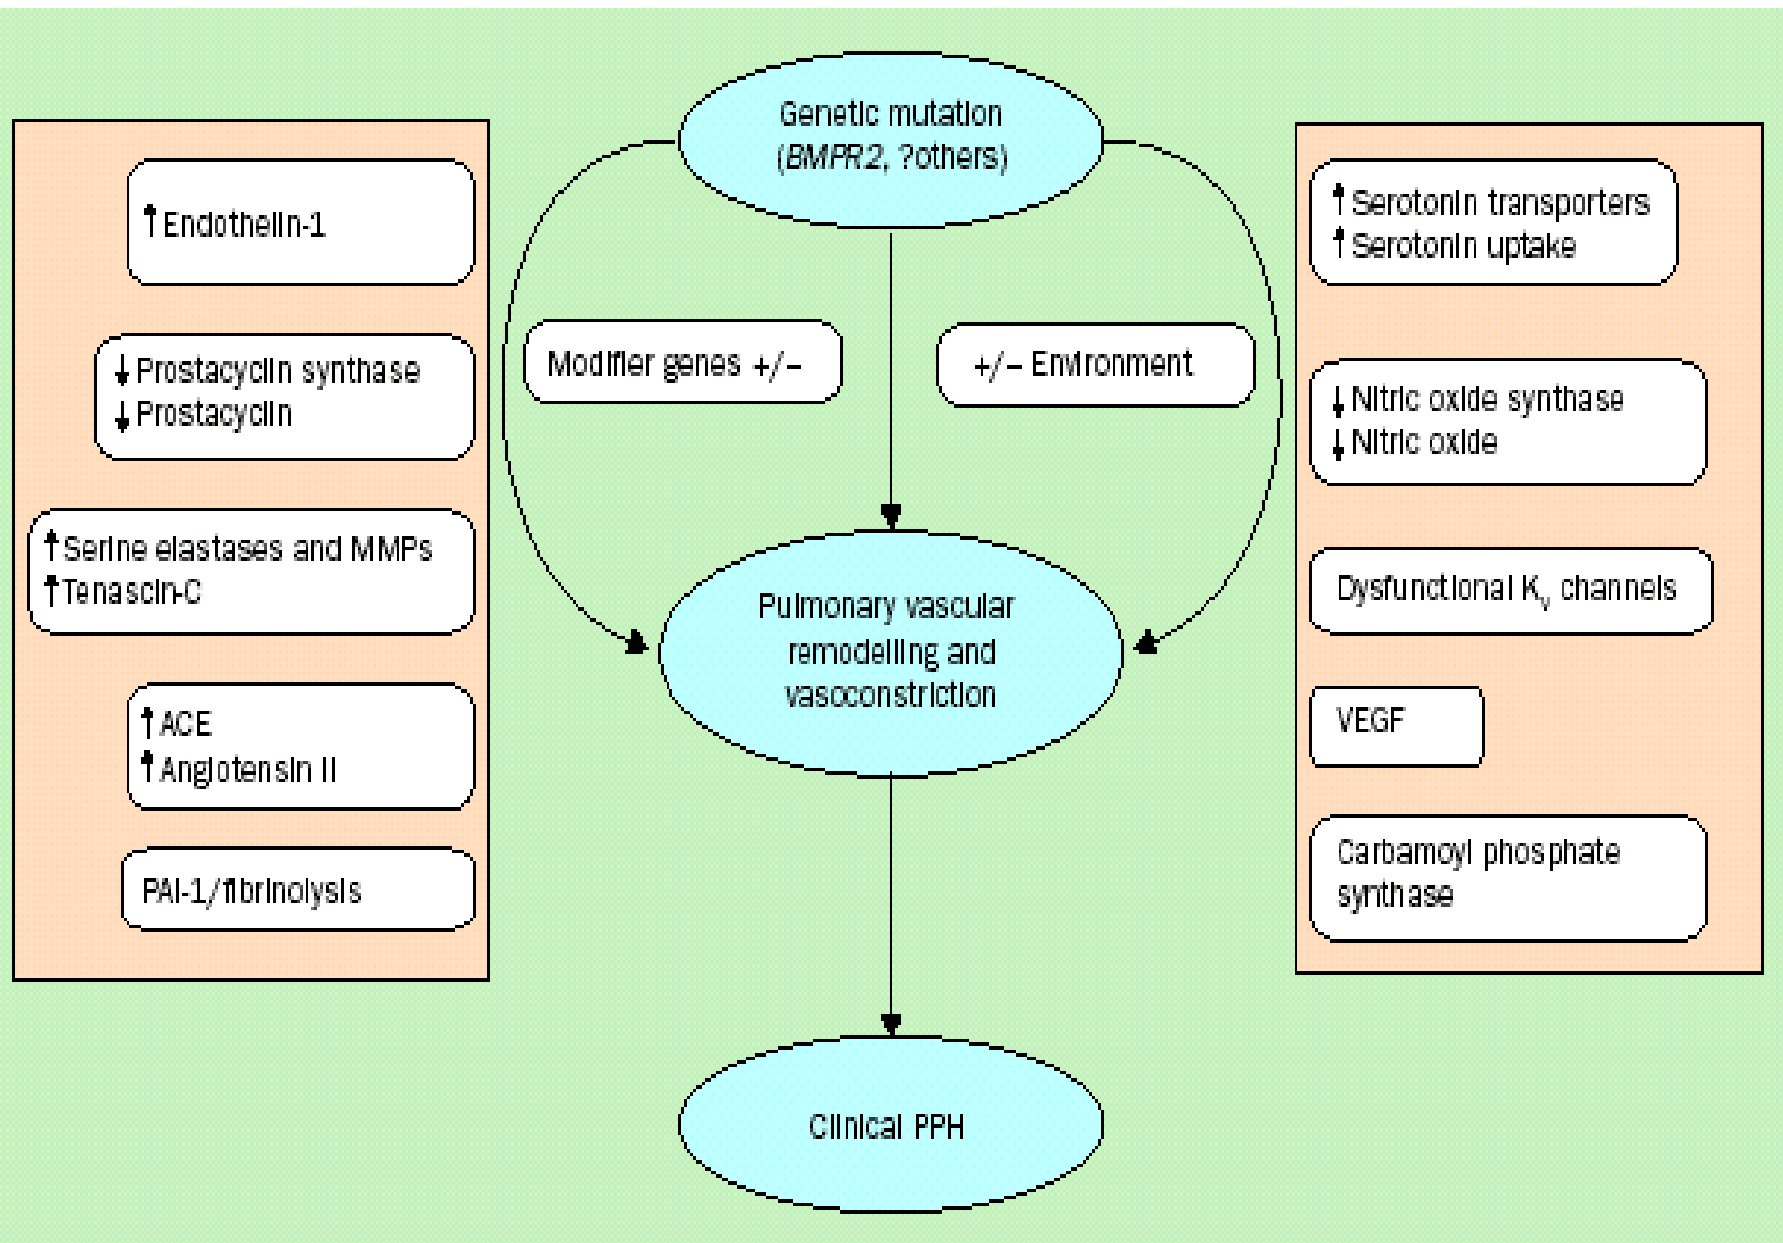 Genetic mutation
(BMPR2, ?others)
↑ Endothelin-1
↓ Prostacyclin synthase
↓ Prostacyclin
↑ Serine elastases and MMPs
↑ Tenascin-C
↑ ACE
↑ Angiotensin II
PAI-1/fibrinolysis
Modifier genes +/–
+/– Environment
Pulmonary vascular
remodelling and
vasoconstriction
Clinical PPH
↑ Serotonin transporters
↑ Serotonin uptake
↓ Nitric oxide synthase
↓ Nitric oxide
Dysfunctional Kv channels
VEGF
Carbamoyl phosphate
synthase